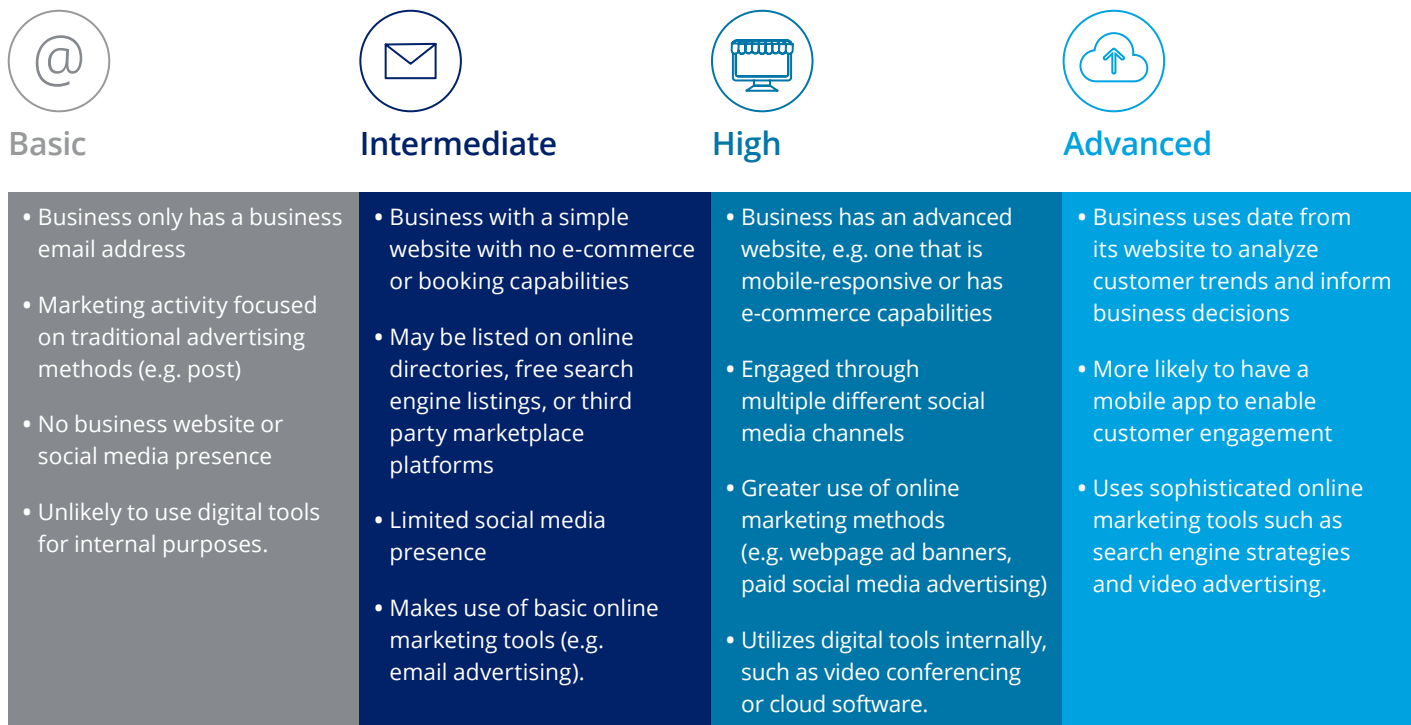 @
Basic
• Business only has a business
email address
• Marketing activity focused
on traditional advertising
methods (e.g. post)
• No business website or
social media presence
• Unlikely to use digital tools
for internal purposes.
Intermediate
• Business with a simple
website with no e-commerce
or booking capabilities
• May be listed on online
directories, free search
engine listings, or third
party marketplace
platforms
• Limited social media
presence
• Makes use of basic online
marketing tools (e.g.
email advertising).
High
• Business has an advanced
website, e.g. one that is
mobile-responsive or has
e-commerce capabilities
• Engaged through
multiple different social
media channels
• Greater use of online
marketing methods
(e.g. webpage ad banners,
paid social media advertising)
• Utilizes digital tools internally,
such as video conferencing
or cloud software.
Advanced
• Business uses date from
its website to analyze
customer trends and inform
business decisions
• More likely to have a
mobile app to enable
customer engagement
• Uses sophisticated online
marketing tools such as
search engine strategies
and video advertising.